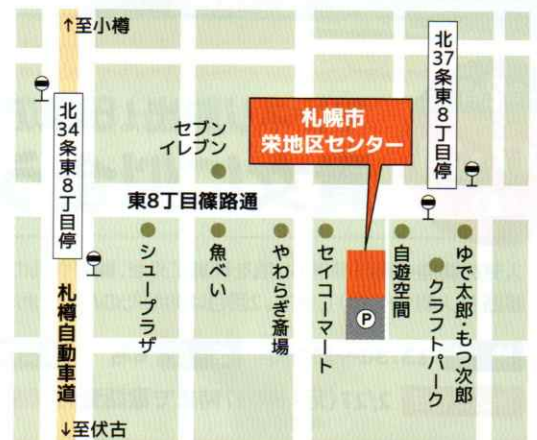 ↑至小樽
北34条東8丁目停
札樽自動車道
↓至伏古
セブン
イレブン
東8丁目篠路通
札幌市
栄地区センター
北37条東8丁目停
シュープラザ
魚べい
やわらぎ斎場
セイコーマート
P
自遊空間
クラフトパーク
ゆで太郎・もつ次郎